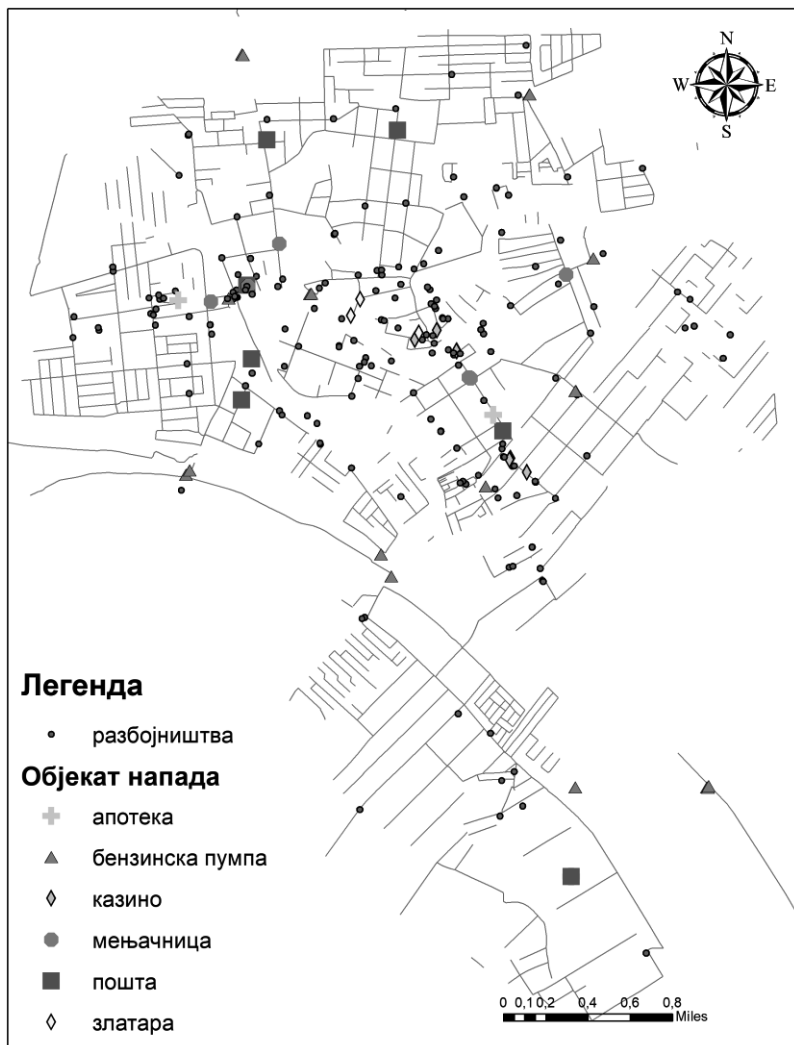 N
W E
S
Легенда
разбојништва
Објекат напада
апотека
бензинска пумпа
казино
мењачница
пошта
златара
0 0,1 0,2 0,4 0,6 0,8
Miles